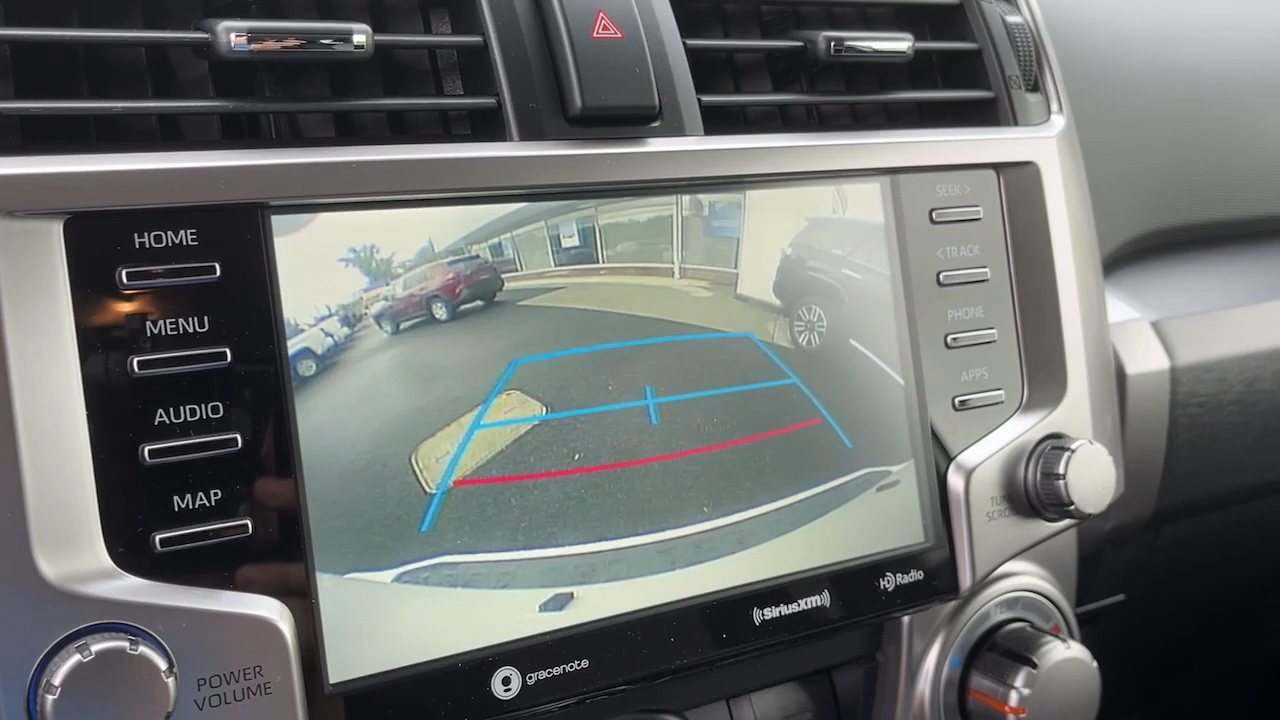 HOME
MENU
AUDIO
MAP
POWER
VOLUME
SEEK >
< TRACK
PHONE
APPS
gracenote
((SiriusXM))
HD Radio